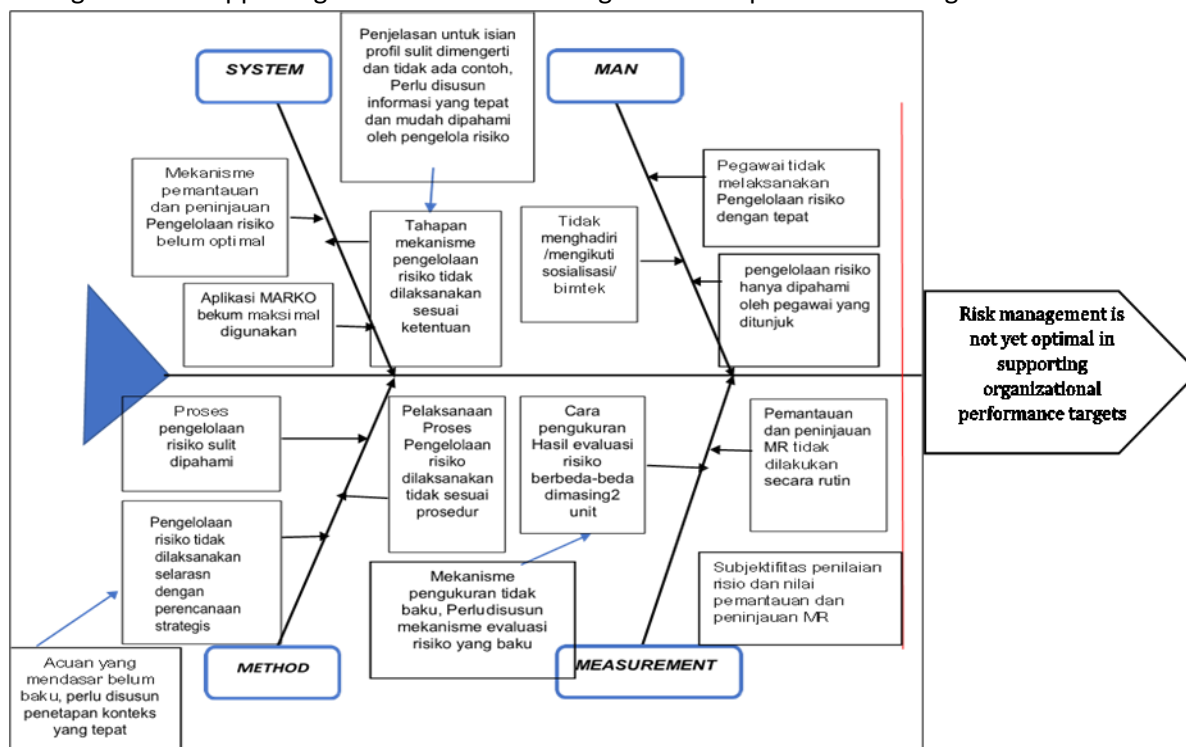 SYSTEM
Penjelasan untuk isian
profil sulit dimengerti
dan tidak ada contoh,
Perlu disusun
informasi yang tepat
dan mudah dipahami
oleh pengelola risiko
MAN
Mekanisme
pemantauan
dan peninjauan
Pengelolaan risiko
belum optimal
Tahapan
mekanisme
pengelolaan
risiko tidak
dilaksanakan
sesuai
ketentuan
Aplikasi MARKO
bekum maksimal
digunakan
Tidak
menghadiri
/mengikuti
sosialisasi/
bimtek
Pegawai tidak
melaksanakan
Pengelolaan risiko
dengan tepat
pengelolaan risiko
hanya dipahami
oleh pegawai yang
ditunjuk
Risk management is
not yet optimal in
supporting
organizational
performance targets
Proses
pengelolaan
risiko sulit
dipahami
Pelaksanaan
Proses
Pengelolaan
risiko
dilaksanakan
tidak sesuai
prosedur
Cara
pengukuran
Hasil evaluasi
risiko
berbeda-beda
dimasing2
unit
Pemantauan
dan peninjauan
MR tidak
dilakukan
secara rutin
Pengelolaan
risiko tidak
dilaksanakan
selarasn
dengan
perencanaan
strategis
Mekanisme
pengukuran tidak
baku, Perludisusun
mekanisme evaluasi
risiko yang baku
Subjektifitas penilaian
risio dan nilai
pemantauan dan
peninjauan MR
METHOD
MEASUREMENT
Acuan yang
mendasar belum
baku, perlu disusun
penetapan konteks
yang tepat